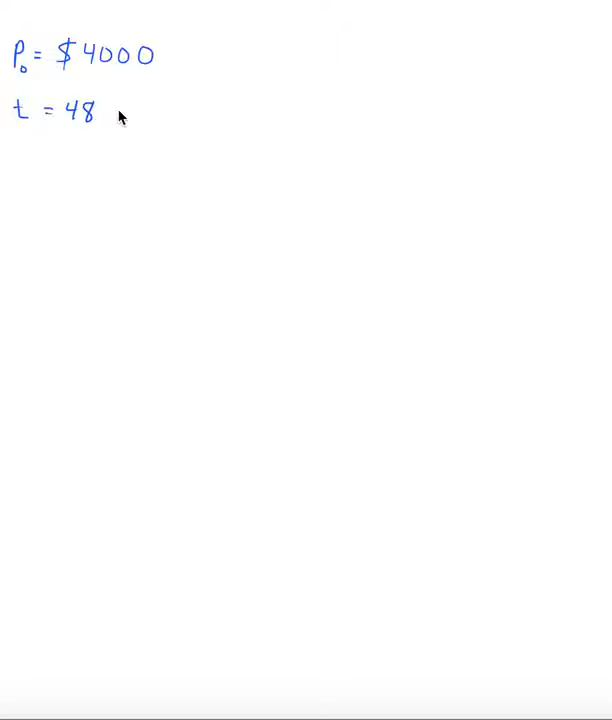 P₀ = $4000
t = 48